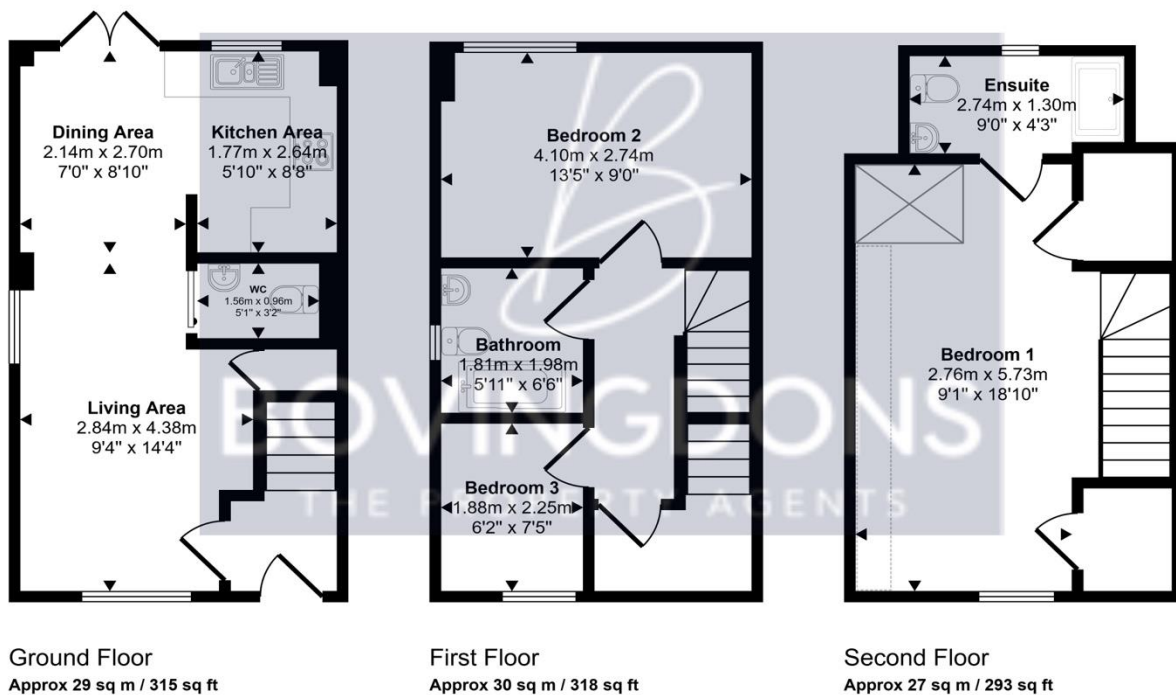 Dining Area
2.14m x 2.70m
7'0" x 8'10"
Kitchen Area
1.77m x 2.64m
5'10" x 8'8"
WC
1.56m x 0.96m
5'1" x 3'2"
Living Area
2.84m x 4.38m
9'4" x 14'4"
Bedroom 2
4.10m x 2.74m
13'5" x 9'0"
Bathroom
1.81m x 1.98m
5'11" x 6'6"
Bedroom 3
1.88m x 2.25m
6'2" x 7'5"
Ensuite
2.74m x 1.30m
9'0" x 4'3"
Bedroom 1
2.76m x 5.73m
9'1" x 18'10"
B
BOVINGDONS
THE PROPERTY AGENTS
Ground Floor
Approx 29 sq m / 315 sq ft
First Floor
Approx 30 sq m / 318 sq ft
Second Floor
Approx 27 sq m / 293 sq ft